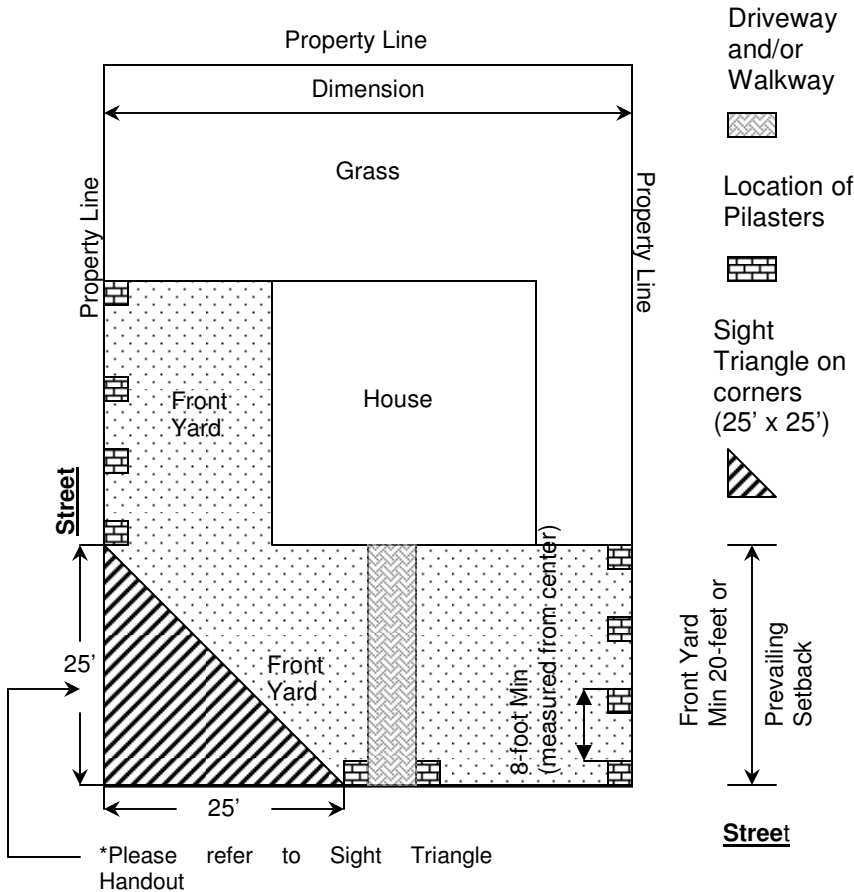 Property Line
Dimension
Grass
Property Line
Property Line
Front
Yard
House
Street
25'
Front
Yard
8-foot Min
(measured from center)
25'
*Please refer to Sight Triangle
Handout
Driveway
and/or
Walkway
Location of
Pilasters
Sight
Triangle on
corners
(25' x 25')
Front Yard
Min 20-feet or
Prevailing
Setback
Street